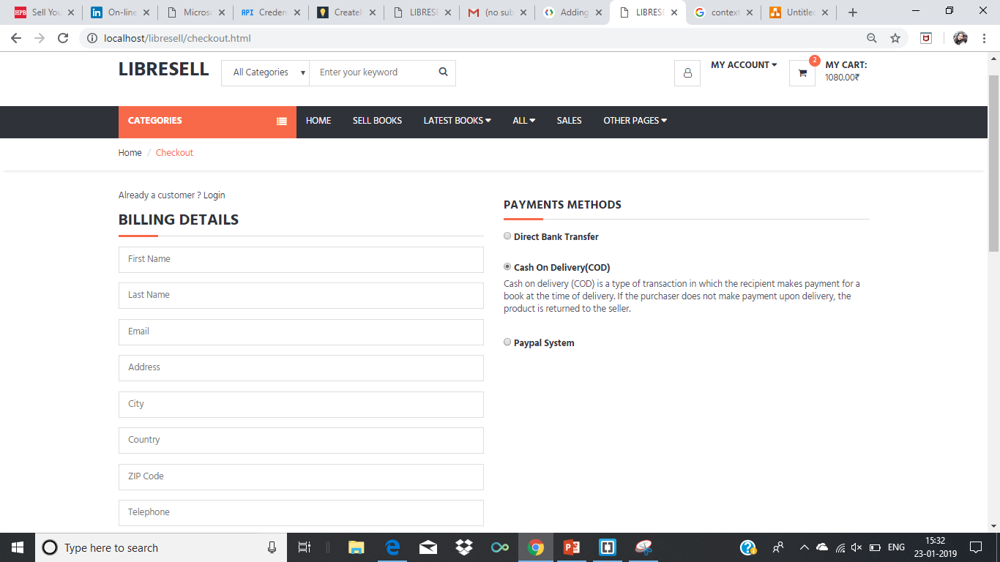 Sell You
On-line
Microso
API Creden
Createl
LIBRESE
(no sub
Adding
LIBRESE
context
Untitled
localhost/libresell/checkout.html
LIBRESELL
All Categories
Enter your keyword
MY ACCOUNT
2
MY CART:
1080.00₹
CATEGORIES
HOME
SELL BOOKS
LATEST BOOKS
ALL
SALES
OTHER PAGES
Home / Checkout
Already a customer ? Login
BILLING DETAILS
First Name
Last Name
Email
Address
City
Country
ZIP Code
Telephone
PAYMENTS METHODS
Direct Bank Transfer
Cash On Delivery(COD)
Cash on delivery (COD) is a type of transaction in which the recipient makes payment for a
book at the time of delivery. If the purchaser does not make payment upon delivery, the
product is returned to the seller.
Paypal System
Type here to search
ENG
15:32
23-01-2019